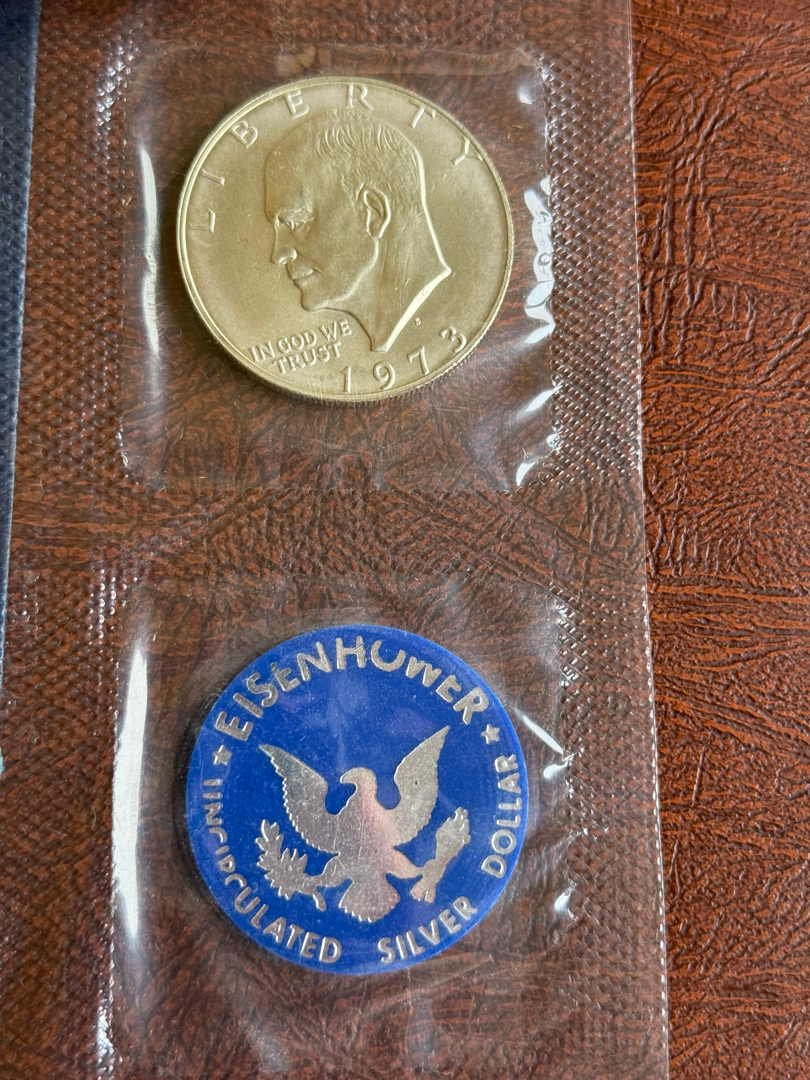 LIBERTY
IN GOD WE
TRUST
S
1973
EISENHOWER
UNCIRCULATED SILVER DOLLAR